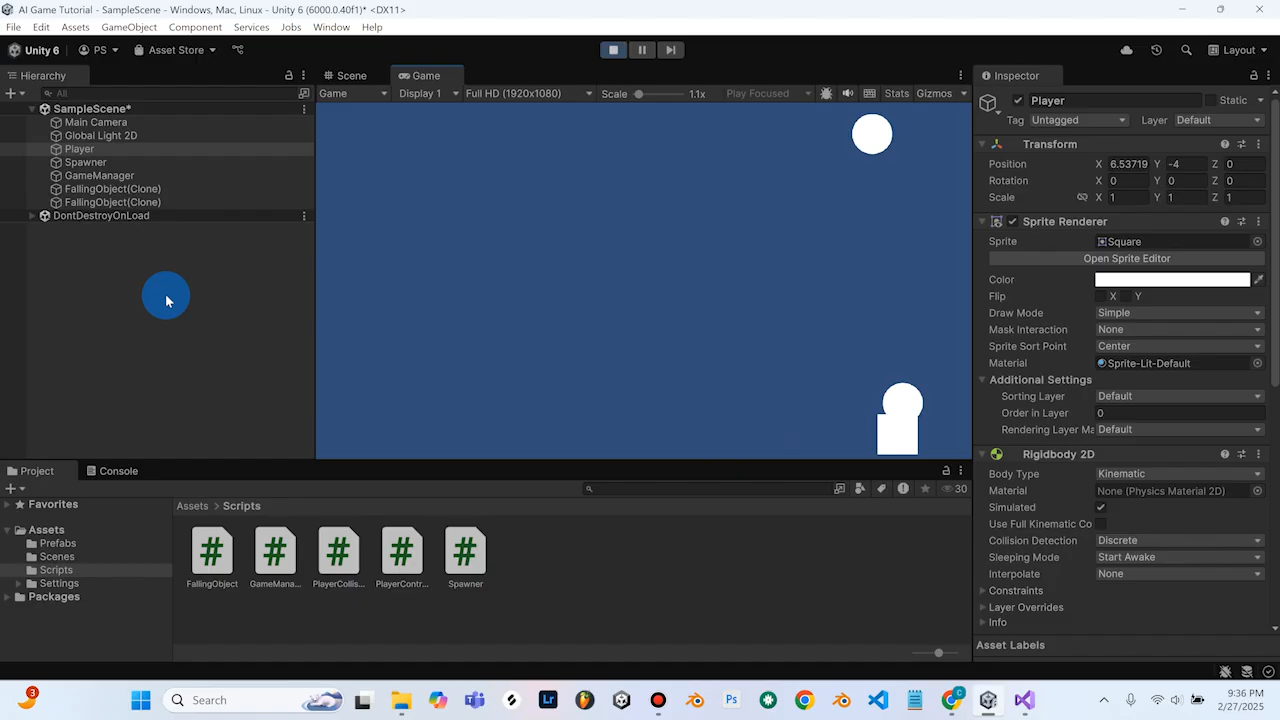 AI Game Tutorial - SampleScene - Windows, Mac, Linux - Unity 6 (6000.0.40f1)* <DX11>
File Edit Assets GameObject Component Services Jobs Window Help
Unity 6 PS Asset Store Layout
Hierarchy
All
SampleScene*
Main Camera
Global Light 2D
Player
Spawner
GameManager
FallingObject(Clone)
FallingObject(Clone)
DontDestroyOnLoad
Scene Game
Game Display 1 Full HD (1920x1080) Scale 1.1x Play Focused Stats Gizmos
Inspector
Player Static
Tag Untagged Layer Default
Transform
Position X 6.53719 Y -4 Z 0
Rotation X 0 Y 0 Z 0
Scale X 1 Y 1 Z 1
Sprite Renderer
Sprite Square
Open Sprite Editor
Color
Flip X Y
Draw Mode Simple
Mask Interaction None
Sprite Sort Point Center
Material Sprite-Lit-Default
Additional Settings
Sorting Layer Default
Order in Layer 0
Rendering Layer Ma Default
Rigidbody 2D
Body Type Kinematic
Material None (Physics Material 2D)
Simulated
Use Full Kinematic Co
Collision Detection Discrete
Sleeping Mode Start Awake
Interpolate None
Constraints
Layer Overrides
Info
Asset Labels
Project Console
30
Favorites
Assets
Prefabs
Scenes
Scripts
Settings
Packages
Assets > Scripts
FallingObject GameMana... PlayerCollis... PlayerContr... Spawner
3
Search
Lr
Ps
C
9:36 PM
2/27/2025